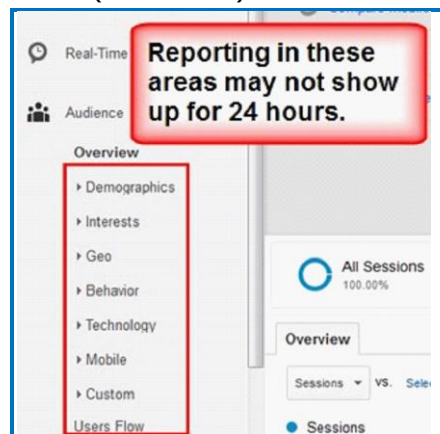 Real-Time
Reporting in these
areas may not show
up for 24 hours.
Audience
Overview
Demographics
Interests
Geo
Behavior
Technology
Mobile
Custom
Users Flow
All Sessions
100.00%
Overview
Sessions
VS.
Sessions